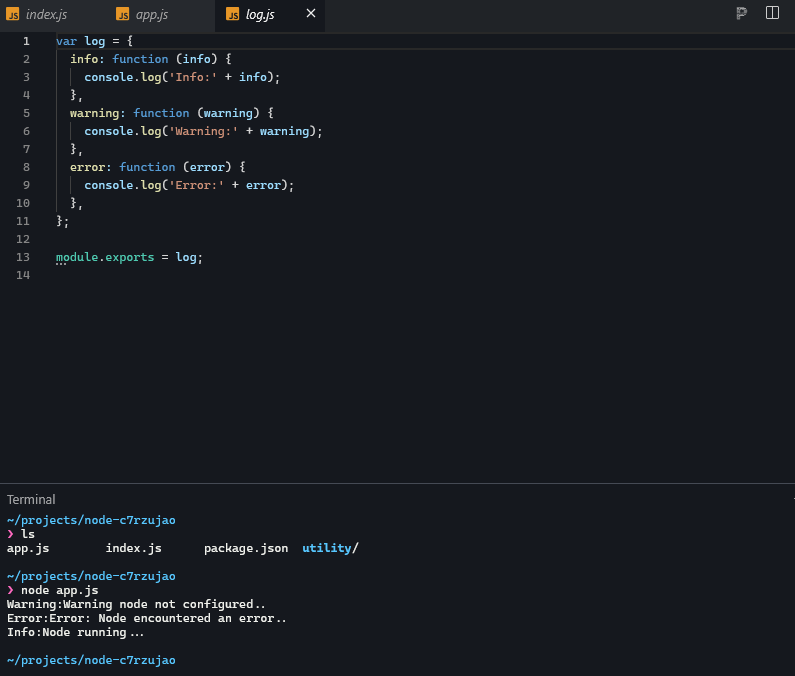 index.js app.js log.js
1 var log = {
2 info: function (info) {
3 console.log('Info:' + info);
4 },
5 warning: function (warning) {
6 console.log('Warning:' + warning);
7 },
8 error: function (error) {
9 console.log('Error:' + error);
10 },
11 };
12
13 module.exports = log;
14
Terminal
~/projects/node-c7rzujao
❯ ls
app.js index.js package.json utility/
~/projects/node-c7rzujao
❯ node app.js
Warning:Warning node not configured..
Error:Error: Node encountered an error..
Info:Node running...
~/projects/node-c7rzujao